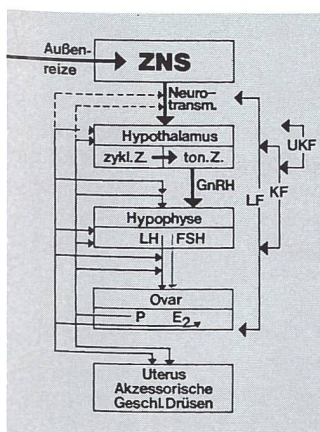 Außen-
reize
ZNS
Neuro-
transm.
Hypothalamus
zykl.Z.
ton.Z.
UKF
GnRH
LF
KF
Hypophyse
LH
FSH
Ovar
P
E₂
Uterus
Akzessorische
Geschl.Drüsen